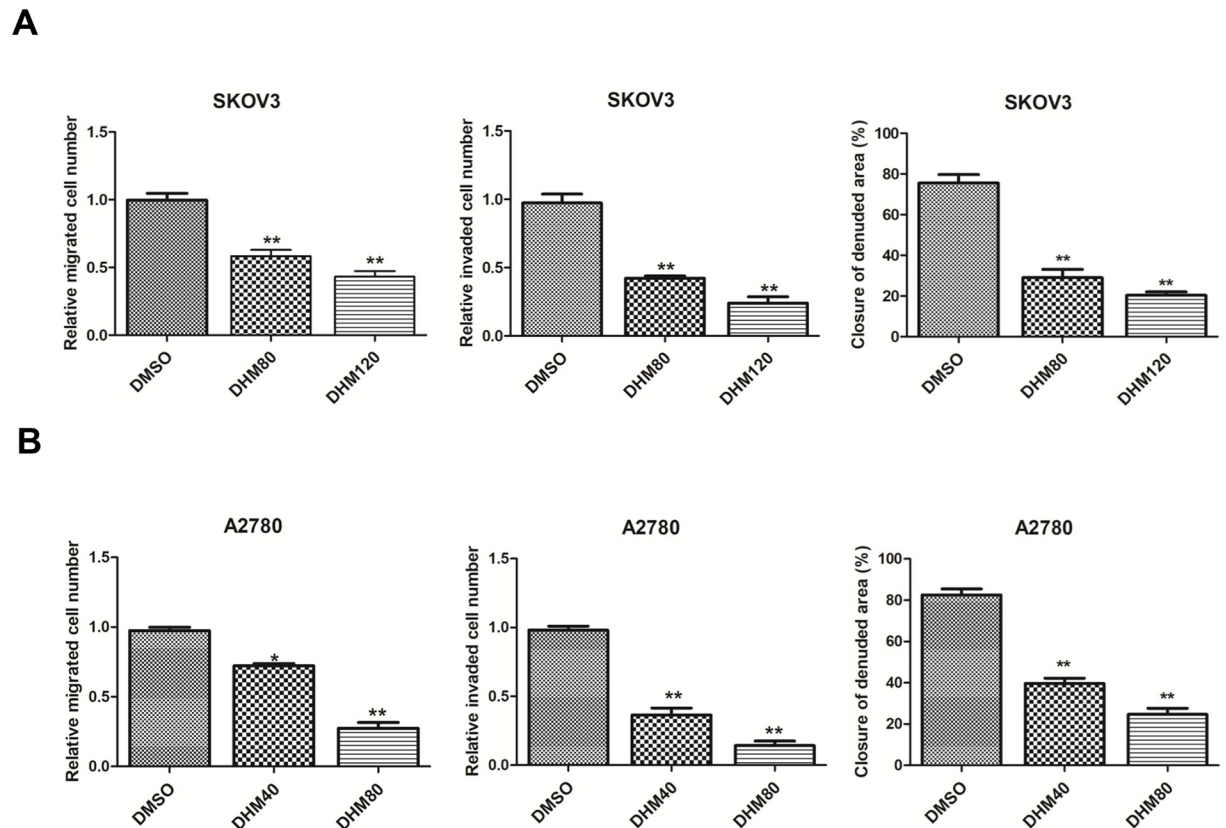 A
SKOV3
Relative migrated cell number
1.5
1.0
0.5
0.0
**
**
DMSO
DHM80
DHM120
SKOV3
Relative invaded cell number
1.5
1.0
0.5
0.0
**
**
DMSO
DHM80
DHM120
SKOV3
Closure of denuded area (%)
100
80
60
40
20
0
**
**
DMSO
DHM80
DHM120
B
A2780
Relative migrated cell number
1.5
1.0
0.5
0.0
*
**
DMSO
DHM40
DHM80
A2780
Relative invaded cell number
1.5
1.0
0.5
0.0
**
**
DMSO
DHM40
DHM80
A2780
Closure of denuded area (%)
100
80
60
40
20
0
**
**
DMSO
DHM40
DHM80